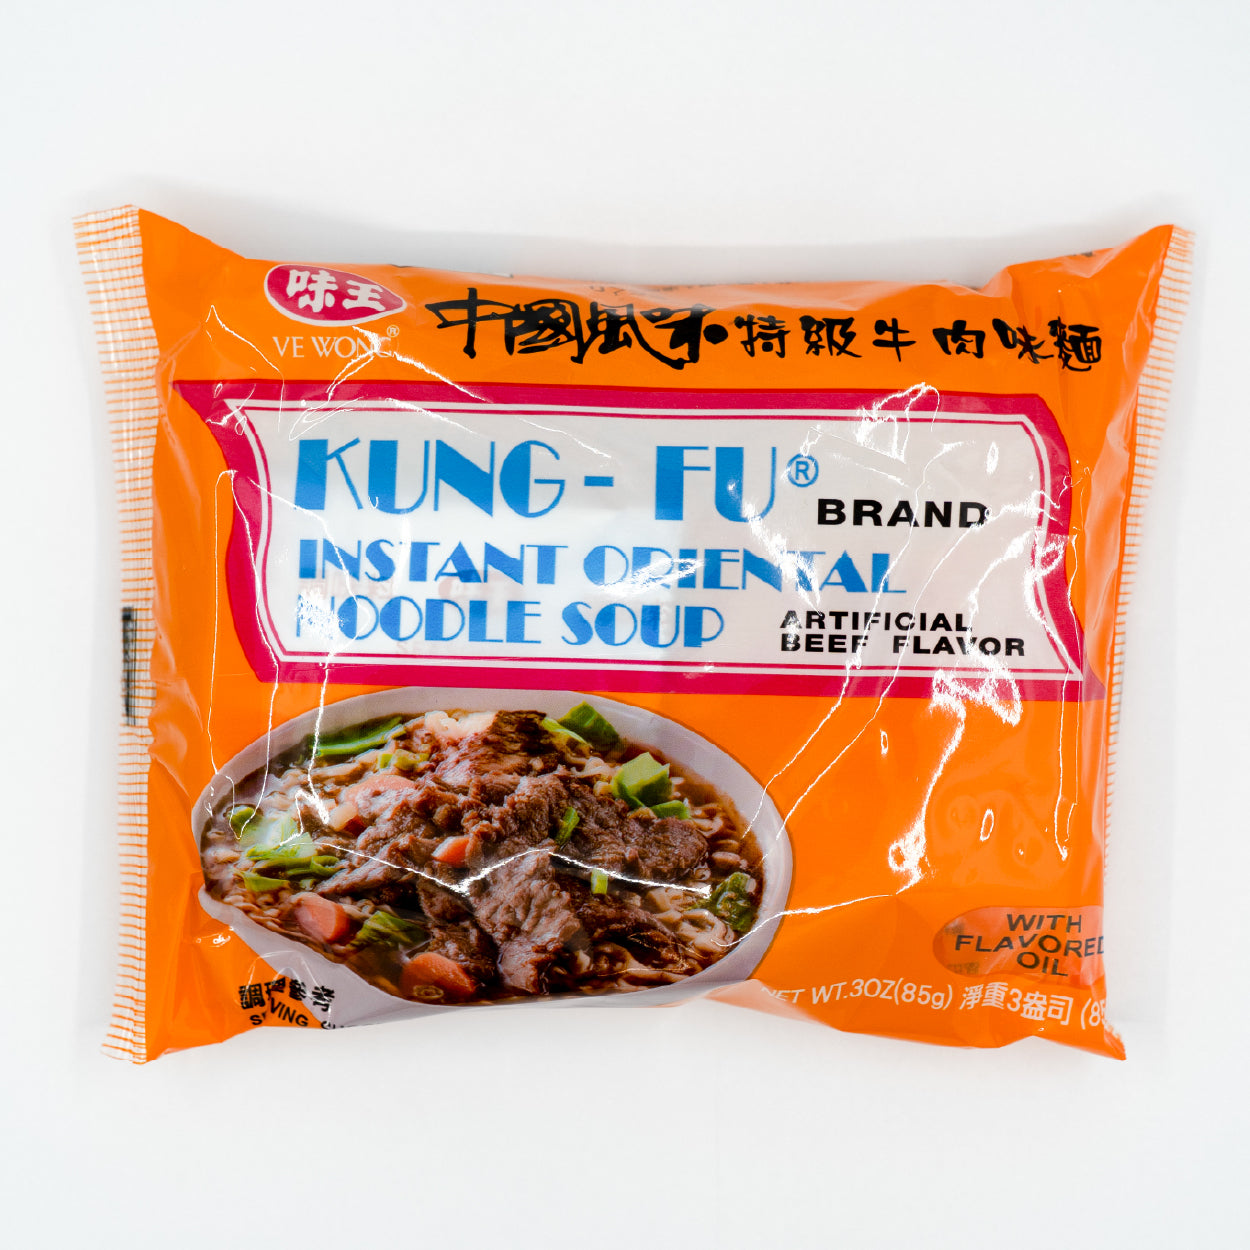 味王
VE WONG®
中國風味特級牛肉味麵
KUNG-FU® BRAND
INSTANT ORIENTAL
NOODLE SOUP
ARTIFICIAL
BEEF FLAVOR
WITH
FLAVORED
OIL
NET WT.3OZ(85g) 淨重3盎司
調理參考
SERVING